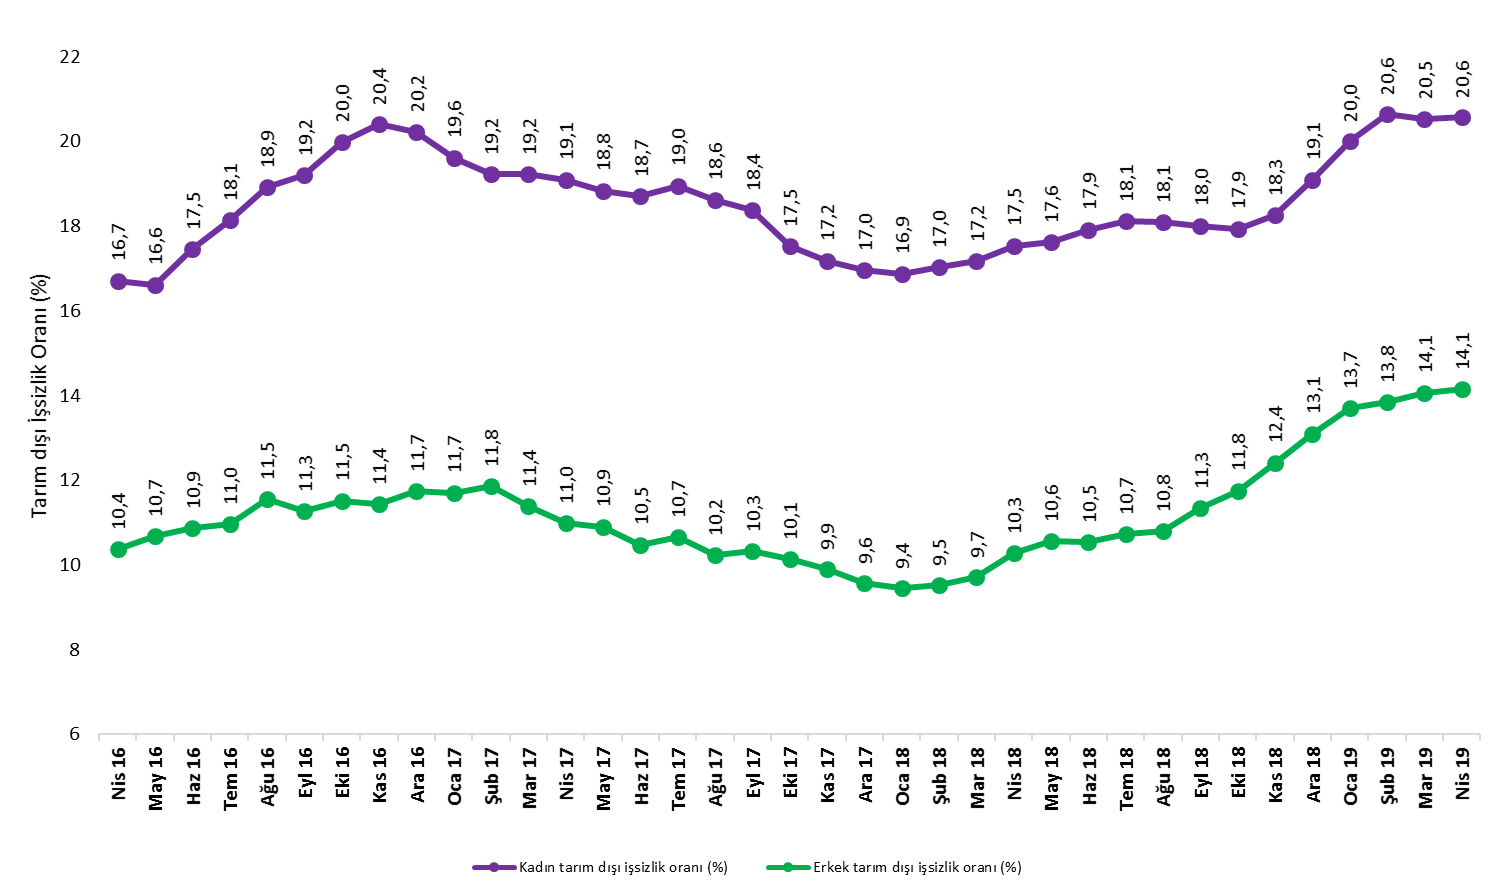 22
20
18
16
14
12
10
8
6
Tarım dışı İşsizlik Oranı (%)
16,7
16,6
17,5
18,1
18,9
19,2
20,0
20,4
20,2
19,6
19,2
19,2
19,1
18,8
18,7
19,0
18,6
18,4
17,5
17,2
17,0
16,9
17,0
17,2
17,5
17,6
17,9
18,1
18,1
18,0
17,9
18,3
19,1
20,0
20,6
20,5
20,6
10,4
10,7
10,9
11,0
11,5
11,3
11,5
11,4
11,7
11,7
11,8
11,4
11,0
10,9
10,5
10,7
10,2
10,3
10,1
9,9
9,6
9,4
9,5
9,7
10,3
10,6
10,5
10,7
10,8
11,3
11,8
12,4
13,1
13,7
13,8
14,1
14,1
Nis 16
May 16
Haz 16
Tem 16
Ağu 16
Eyl 16
Eki 16
Kas 16
Ara 16
Oca 17
Şub 17
Mar 17
Nis 17
May 17
Haz 17
Tem 17
Ağu 17
Eyl 17
Eki 17
Kas 17
Ara 17
Oca 18
Şub 18
Mar 18
Nis 18
May 18
Haz 18
Tem 18
Ağu 18
Eyl 18
Eki 18
Kas 18
Ara 18
Oca 19
Şub 19
Mar 19
Nis 19
Kadın tarım dışı işsizlik oranı (%)
Erkek tarım dışı işsizlik oranı (%)